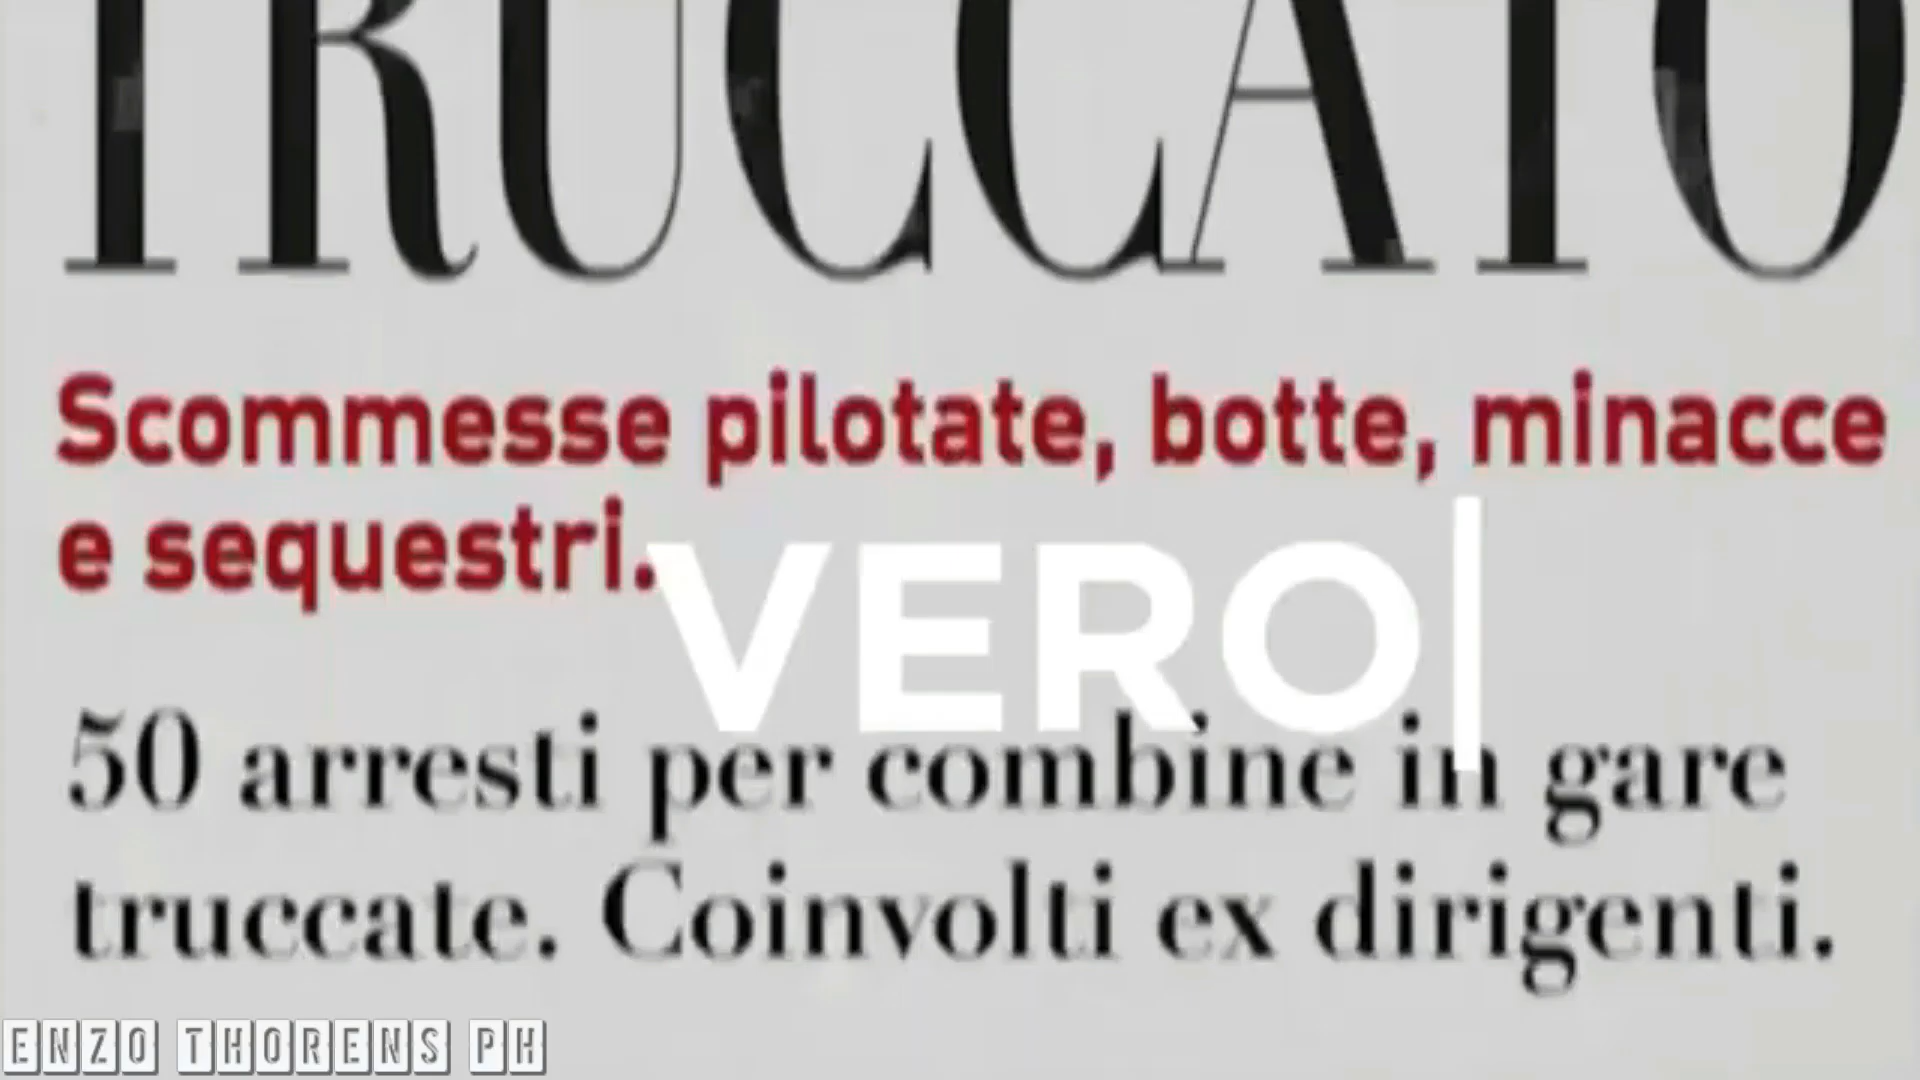 TRUCCATO
Scommesse pilotate, botte, minacce
e sequestri.
VERO
50 arresti per combine in gare
truccate. Coinvolti ex dirigenti.
ENZO THORENS PH